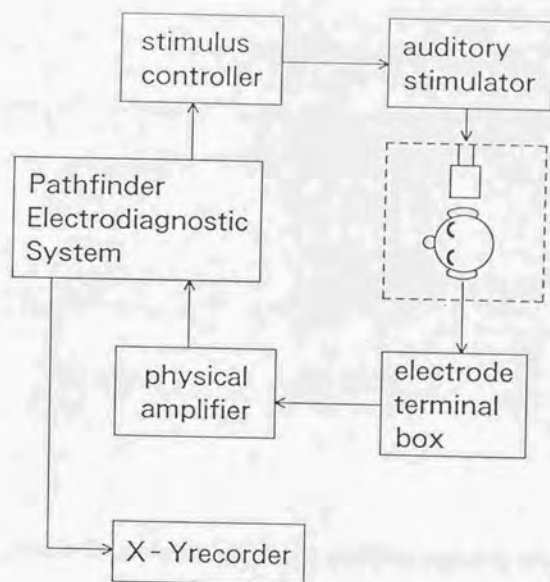 stimulus
controller
auditory
stimulator
Pathfinder
Electrodiagnostic
System
physical
amplifier
electrode
terminal
box
X - Yrecorder